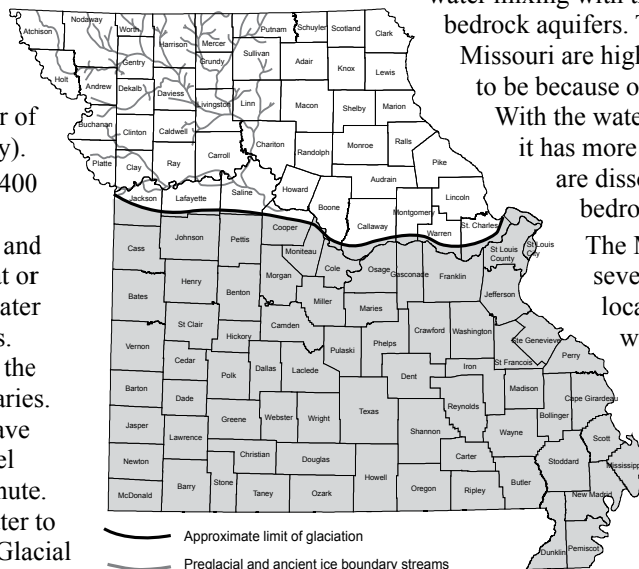 water mixing with t
bedrock aquifers. T
Missouri are high
to be because o
With the wate
it has more
are disso
bedro
The M
seve
loca
w
r of
y).
400
and
at or
ater
s.
the
aries.
ave
el
nute.
ter to
Glacial
Atchison
Nodaway
Worth
Harrison
Mercer
Putnam
Schuyler
Scotland
Clark
Holt
Gentry
Grundy
Sullivan
Adair
Knox
Lewis
Andrew
Dekalb
Daviess
Livingston
Linn
Macon
Shelby
Marion
Buchanan
Clinton
Caldwell
Chariton
Randolph
Monroe
Ralls
Platte
Clay
Ray
Carroll
Pike
Audrain
Jackson
Lafayette
Saline
Howard
Boone
Callaway
Montgomery
Lincoln
Warren
St. Charles
Cass
Johnson
Pettis
Cooper
Moniteau
Cole
Osage
Gasconade
Franklin
St Louis
County
St Louis
City
Jefferson
Bates
Henry
Benton
Morgan
Miller
Maries
Crawford
Washington
St Clair
Hickory
Camden
Pulaski
Phelps
Ste Genevieve
St Francois
Perry
Vernon
Cedar
Polk
Dallas
Laclede
Dent
Iron
Madison
Cape Girardeau
Bollinger
Barton
Dade
Greene
Webster
Wright
Texas
Shannon
Reynolds
Wayne
Scott
Jasper
Lawrence
Christian
Douglas
Howell
Carter
Stoddard
Mississipp
Newton
McDonald
Barry
Stone
Taney
Ozark
Oregon
Ripley
Butler
New Madrid
Dunklin
Pemiscot
Approximate limit of glaciation
Preglacial and ancient ice boundary streams